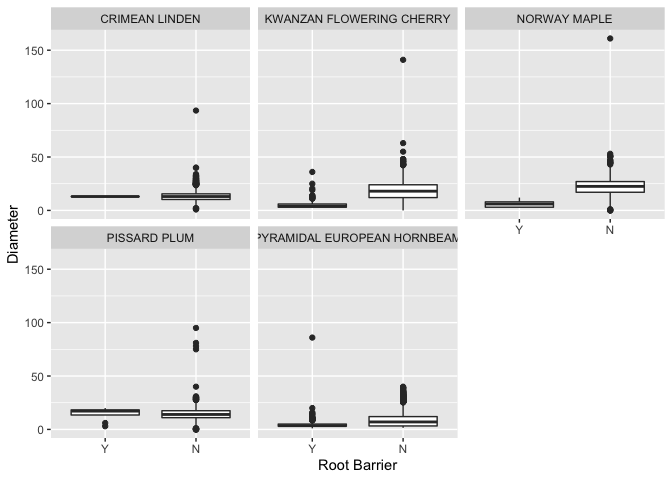 CRIMEAN LINDEN
KWANZAN FLOWERING CHERRY
NORWAY MAPLE
150
100
50
0
Y N
PISSARD PLUM
PYRAMIDAL EUROPEAN HORNBEAM
150
100
50
0
Y N
Y N
Diameter
Root Barrier